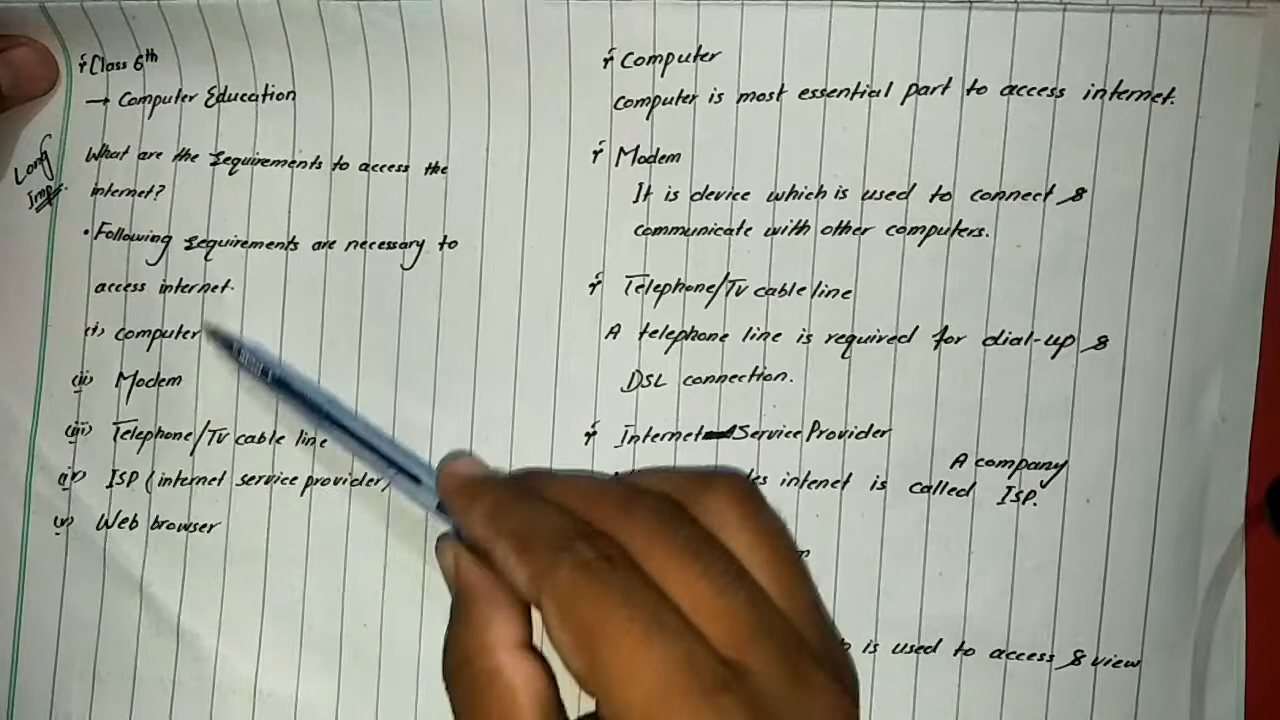 Class 6th
→ Computer Education
Long
Imp.
What are the requirements to access the
internet?
• Following requirements are necessary to
access internet.
(i) computer
(ii) Modem
(iii) Telephone/TV cable line
(iv) ISP (internet service provider)
(v) Web browser
Computer
computer is most essential part to access internet.
Modem
It is device which is used to connect &
communicate with other computers.
Telephone/TV cable line
A telephone line is required for dial-up &
DSL connection.
Internet Service Provider
A company
intenet is called ISP.
is used to access & view